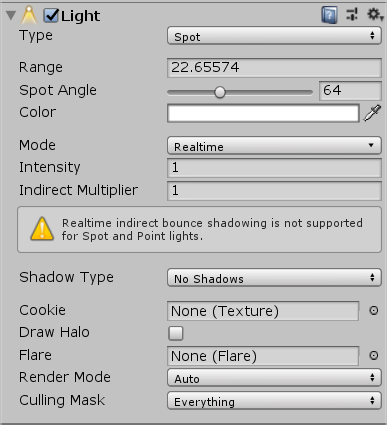 Light
Type Spot
Range 22.65574
Spot Angle 64
Color
Mode Realtime
Intensity 1
Indirect Multiplier 1
Realtime indirect bounce shadowing is not supported
for Spot and Point lights.
Shadow Type No Shadows
Cookie None (Texture)
Draw Halo
Flare None (Flare)
Render Mode Auto
Culling Mask Everything